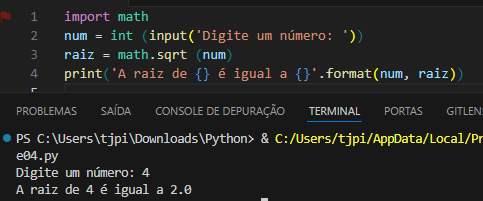 1 import math
2 num = int (input('Digite um número: '))
3 raiz = math.sqrt (num)
4 print('A raiz de {} é igual a {}'.format(num, raiz))
PROBLEMAS SAÍDA CONSOLE DE DEPURAÇÃO TERMINAL PORTAS GITLEN
PS C:\Users\tjpi\Downloads\Python> & C:/Users/tjpi/AppData/Local/Pr
e04.py
Digite um número: 4
A raiz de 4 é igual a 2.0